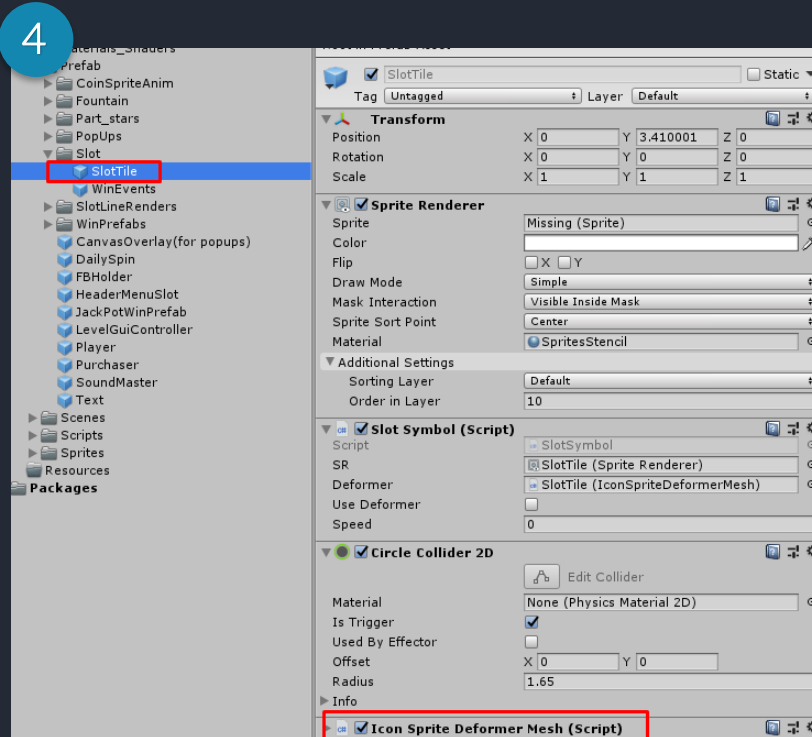 4
Materials_Shaders
Prefab
CoinSpriteAnim
Fountain
Part_stars
PopUps
Slot
SlotTile
WinEvents
SlotLineRenders
WinPrefabs
CanvasOverlay(for popups)
DailySpin
FBHolder
HeaderMenuSlot
JackPotWinPrefab
LevelGuiController
Player
Purchaser
SoundMaster
Text
Scenes
Scripts
Sprites
Resources
Packages
SlotTile Static
Tag Untagged Layer Default
Transform
Position X 0 Y 3.410001 Z 0
Rotation X 0 Y 0 Z 0
Scale X 1 Y 1 Z 1
Sprite Renderer
Sprite Missing (Sprite)
Color
Flip X Y
Draw Mode Simple
Mask Interaction Visible Inside Mask
Sprite Sort Point Center
Material SpritesStencil
Additional Settings
Sorting Layer Default
Order in Layer 10
c# Slot Symbol (Script)
Script SlotSymbol
SR SlotTile (Sprite Renderer)
Deformer SlotTile (IconSpriteDeformerMesh)
Use Deformer
Speed 0
Circle Collider 2D
Edit Collider
Material None (Physics Material 2D)
Is Trigger
Used By Effector
Offset X 0 Y 0
Radius 1.65
Info
c# Icon Sprite Deformer Mesh (Script)